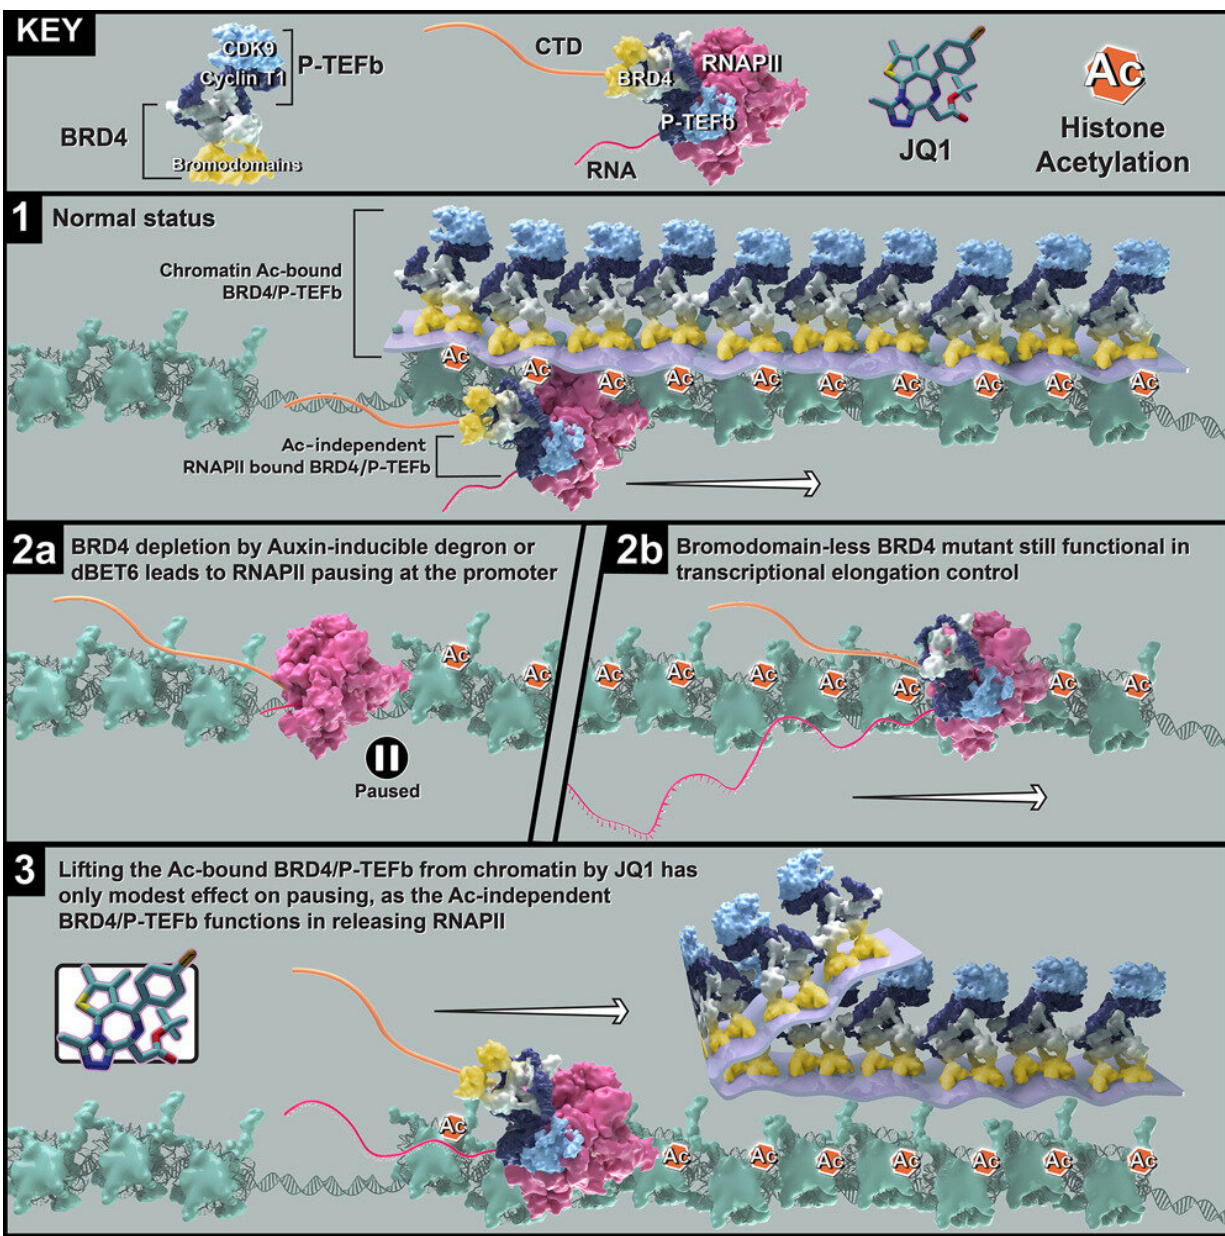 KEY
CDK9
Cyclin T1
P-TEFb
BRD4
Bromodomains
CTD
BRD4
RNAPII
P-TEFb
RNA
JQ1
Ac
Histone
Acetylation
1 Normal status
Chromatin Ac-bound
BRD4/P-TEFb
Ac
Ac
Ac
Ac
Ac
Ac
Ac
Ac
Ac
Ac
Ac-independent
RNAPII bound BRD4/P-TEFb
2a BRD4 depletion by Auxin-inducible degron or
dBET6 leads to RNAPII pausing at the promoter
Ac
Ac
Paused
2b Bromodomain-less BRD4 mutant still functional in
transcriptional elongation control
Ac
Ac
Ac
Ac
Ac
Ac
Ac
3 Lifting the Ac-bound BRD4/P-TEFb from chromatin by JQ1 has
only modest effect on pausing, as the Ac-independent
BRD4/P-TEFb functions in releasing RNAPII
Ac
Ac
Ac
Ac
Ac
Ac
Ac
Ac